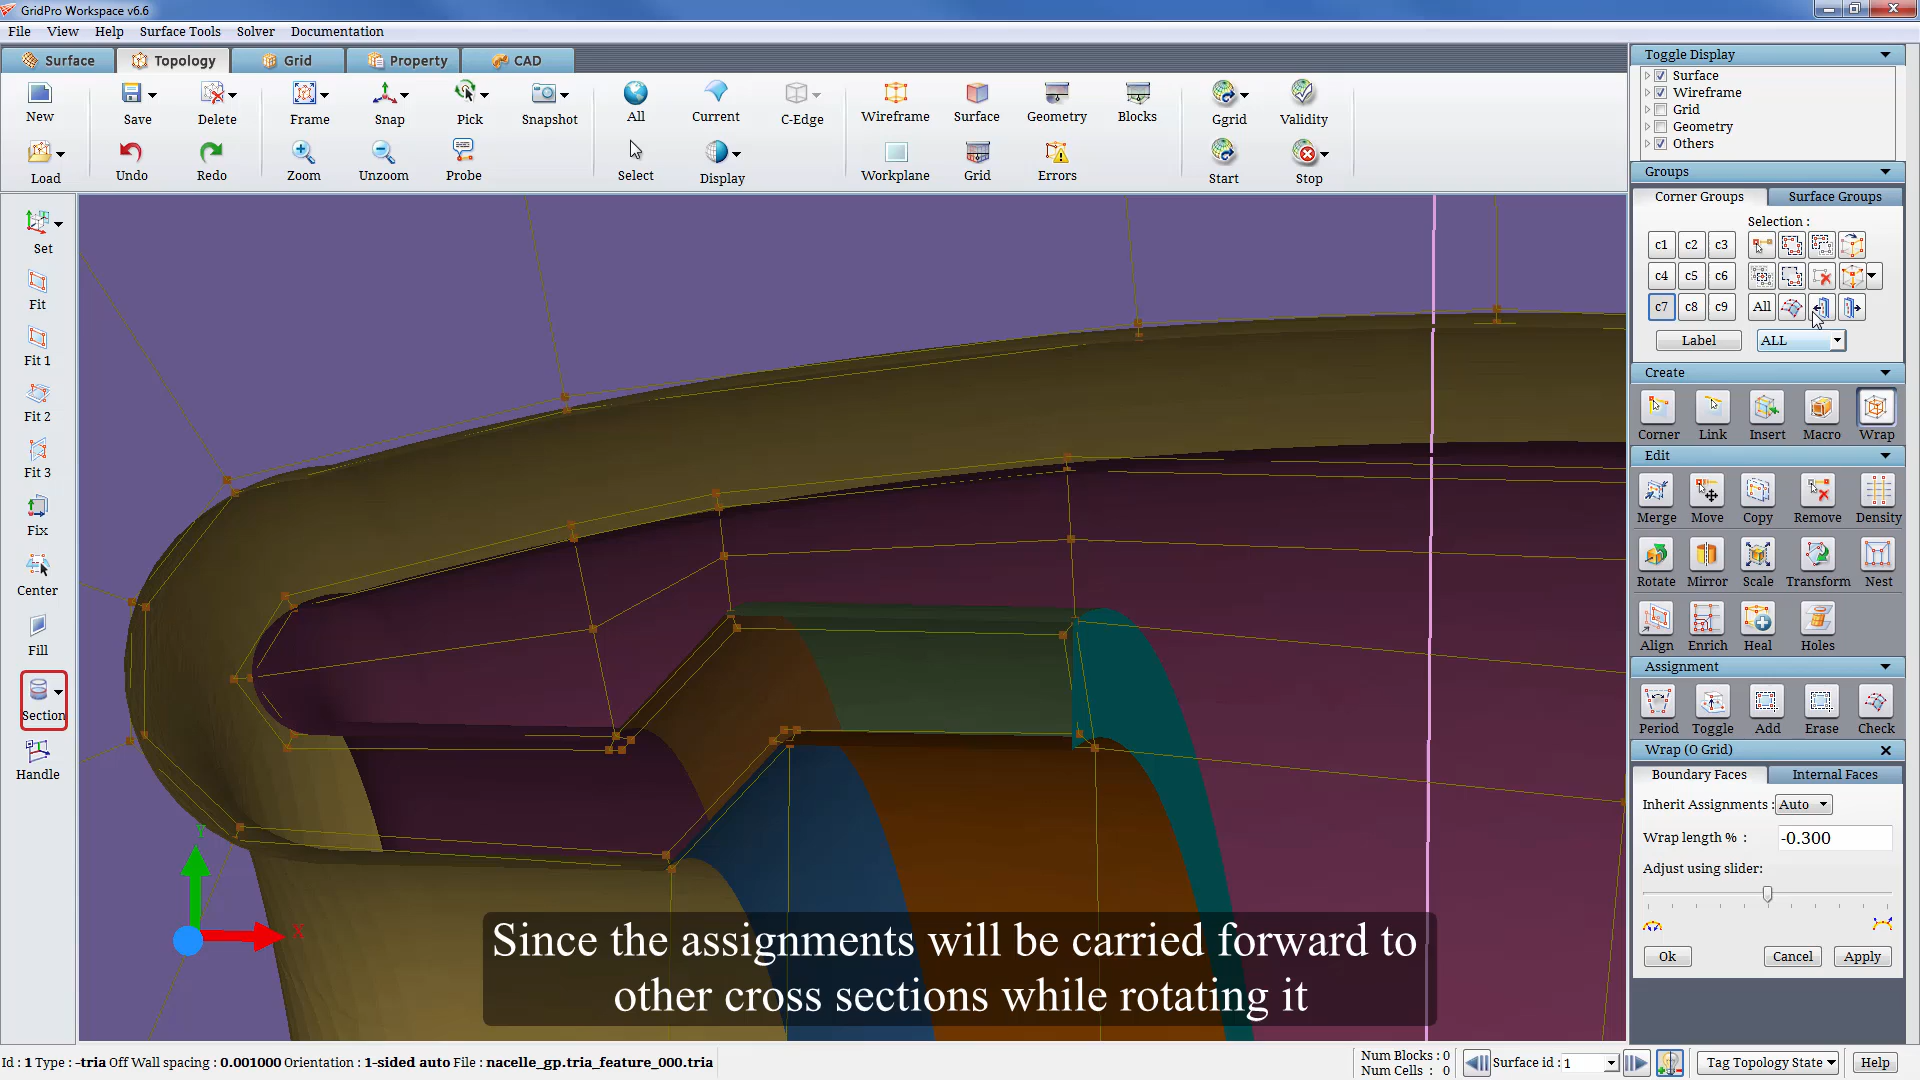 GridPro Workspace v6.6
File View Help Surface Tools Solver Documentation
Surface Topology Grid Property CAD
New Save Delete Frame Snap Pick Snapshot All Current C-Edge Wireframe Surface Geometry Blocks Ggrid Validity
Load Undo Redo Zoom Unzoom Probe Select Display Workplane Grid Errors Start Stop
Set
Fit
Fit 1
Fit 2
Fit 3
Fix
Center
Fill
Section
Handle
Y
X
Toggle Display
Surface
Wireframe
Grid
Geometry
Others
Groups
Corner Groups Surface Groups
Selection :
c1 c2 c3
c4 c5 c6
c7 c8 c9 All
Label ALL
Create
Corner Link Insert Macro Wrap
Edit
Merge Move Copy Remove Density
Rotate Mirror Scale Transform Nest
Align Enrich Heal Holes
Assignment
Period Toggle Add Erase Check
Wrap (O Grid)
Boundary Faces Internal Faces
Inherit Assignments : Auto
Wrap length % : -0.300
Adjust using slider:
Ok Cancel Apply
Since the assignments will be carried forward to
other cross sections while rotating it
Id : 1 Type : -tria Off Wall spacing : 0.001000 Orientation : 1-sided auto File : nacelle_gp.tria_feature_000.tria
Num Blocks : 0
Num Cells : 0
Surface id : 1
Tag Topology State
Help